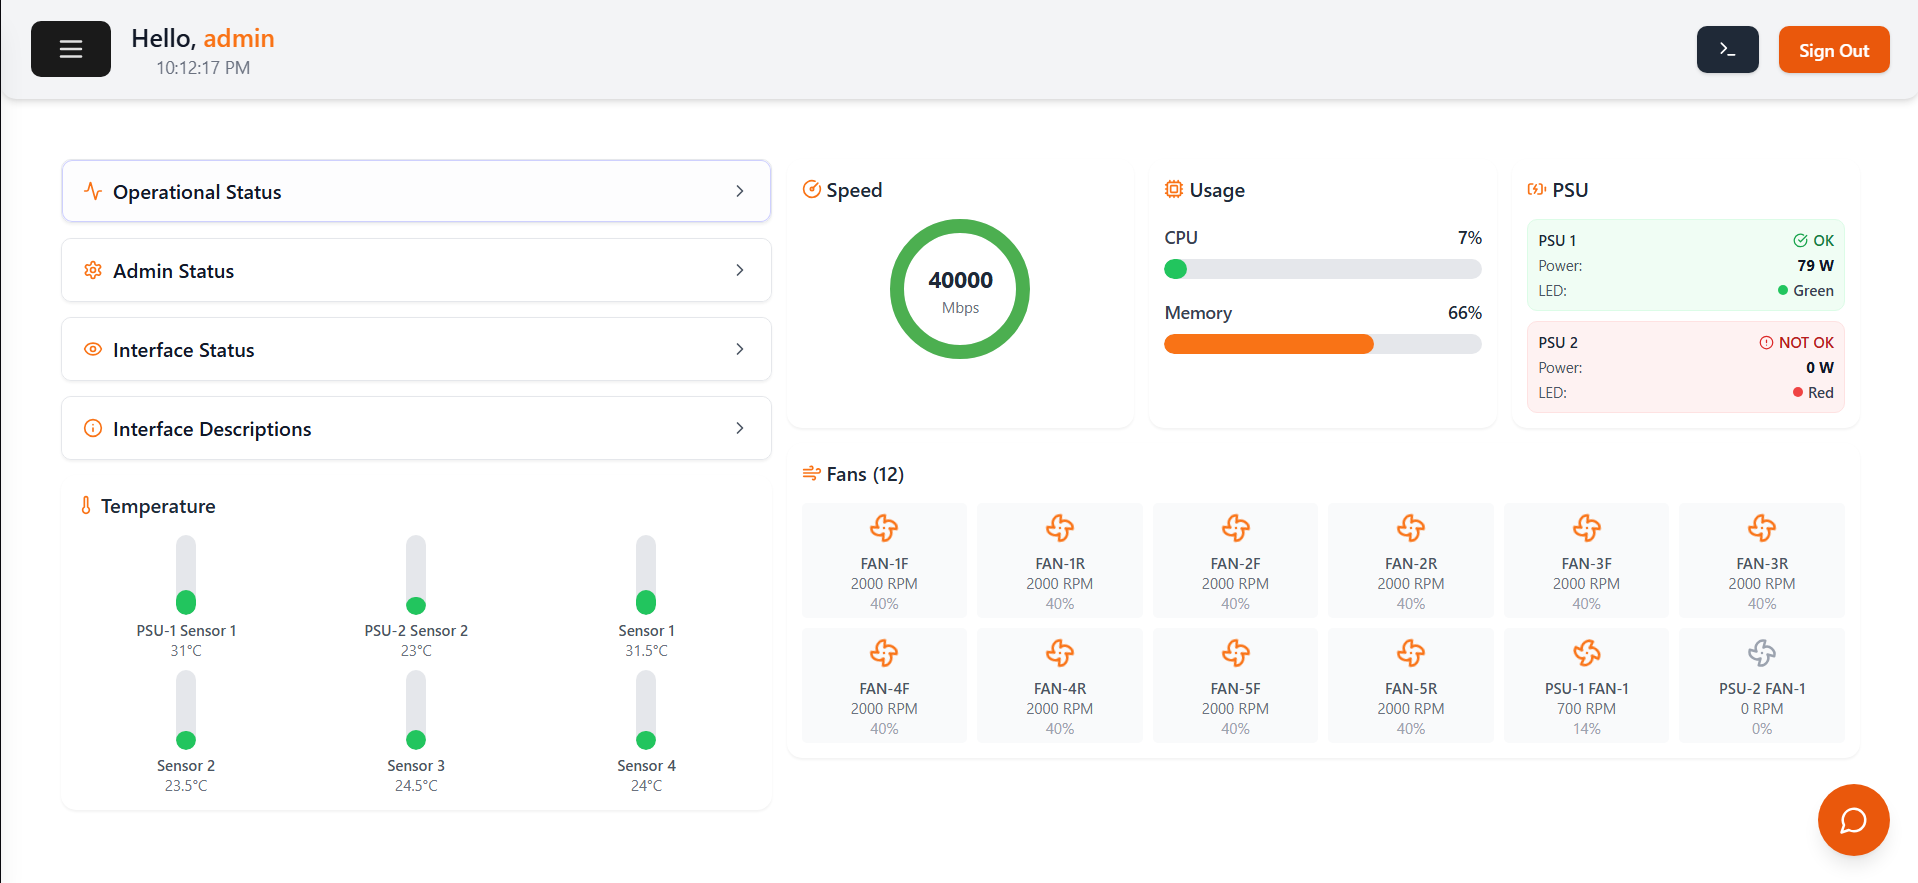 Hello, admin
10:12:17 PM
Sign Out
Operational Status
Admin Status
Interface Status
Interface Descriptions
Temperature
PSU-1 Sensor 1
31°C
PSU-2 Sensor 2
23°C
Sensor 1
31.5°C
Sensor 2
23.5°C
Sensor 3
24.5°C
Sensor 4
24°C
Speed
40000
Mbps
Usage
CPU 7%
Memory 66%
PSU
PSU 1 OK
Power: 79 W
LED: Green
PSU 2 NOT OK
Power: 0 W
LED: Red
Fans (12)
FAN-1F
2000 RPM
40%
FAN-1R
2000 RPM
40%
FAN-2F
2000 RPM
40%
FAN-2R
2000 RPM
40%
FAN-3F
2000 RPM
40%
FAN-3R
2000 RPM
40%
FAN-4F
2000 RPM
40%
FAN-4R
2000 RPM
40%
FAN-5F
2000 RPM
40%
FAN-5R
2000 RPM
40%
PSU-1 FAN-1
700 RPM
14%
PSU-2 FAN-1
0 RPM
0%